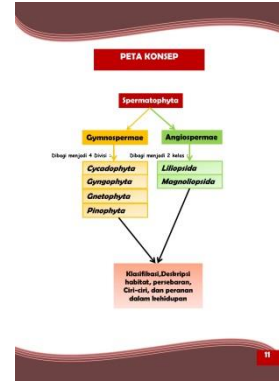 PETA KONSEP
Spermatophyta
Gymnospermae
Angiospermae
Dibagi menjadi 4 Divisi :
Dibagi menjadi 2 kelas :
Cycadophyta
Gyngophyta
Gnetophyta
Pinophyta
Liliopsida
Magnoliopsida
Klasifikasi,Deskripsi
habitat, persebaran,
Ciri-ciri, dan peranan
dalam kehidupan
11